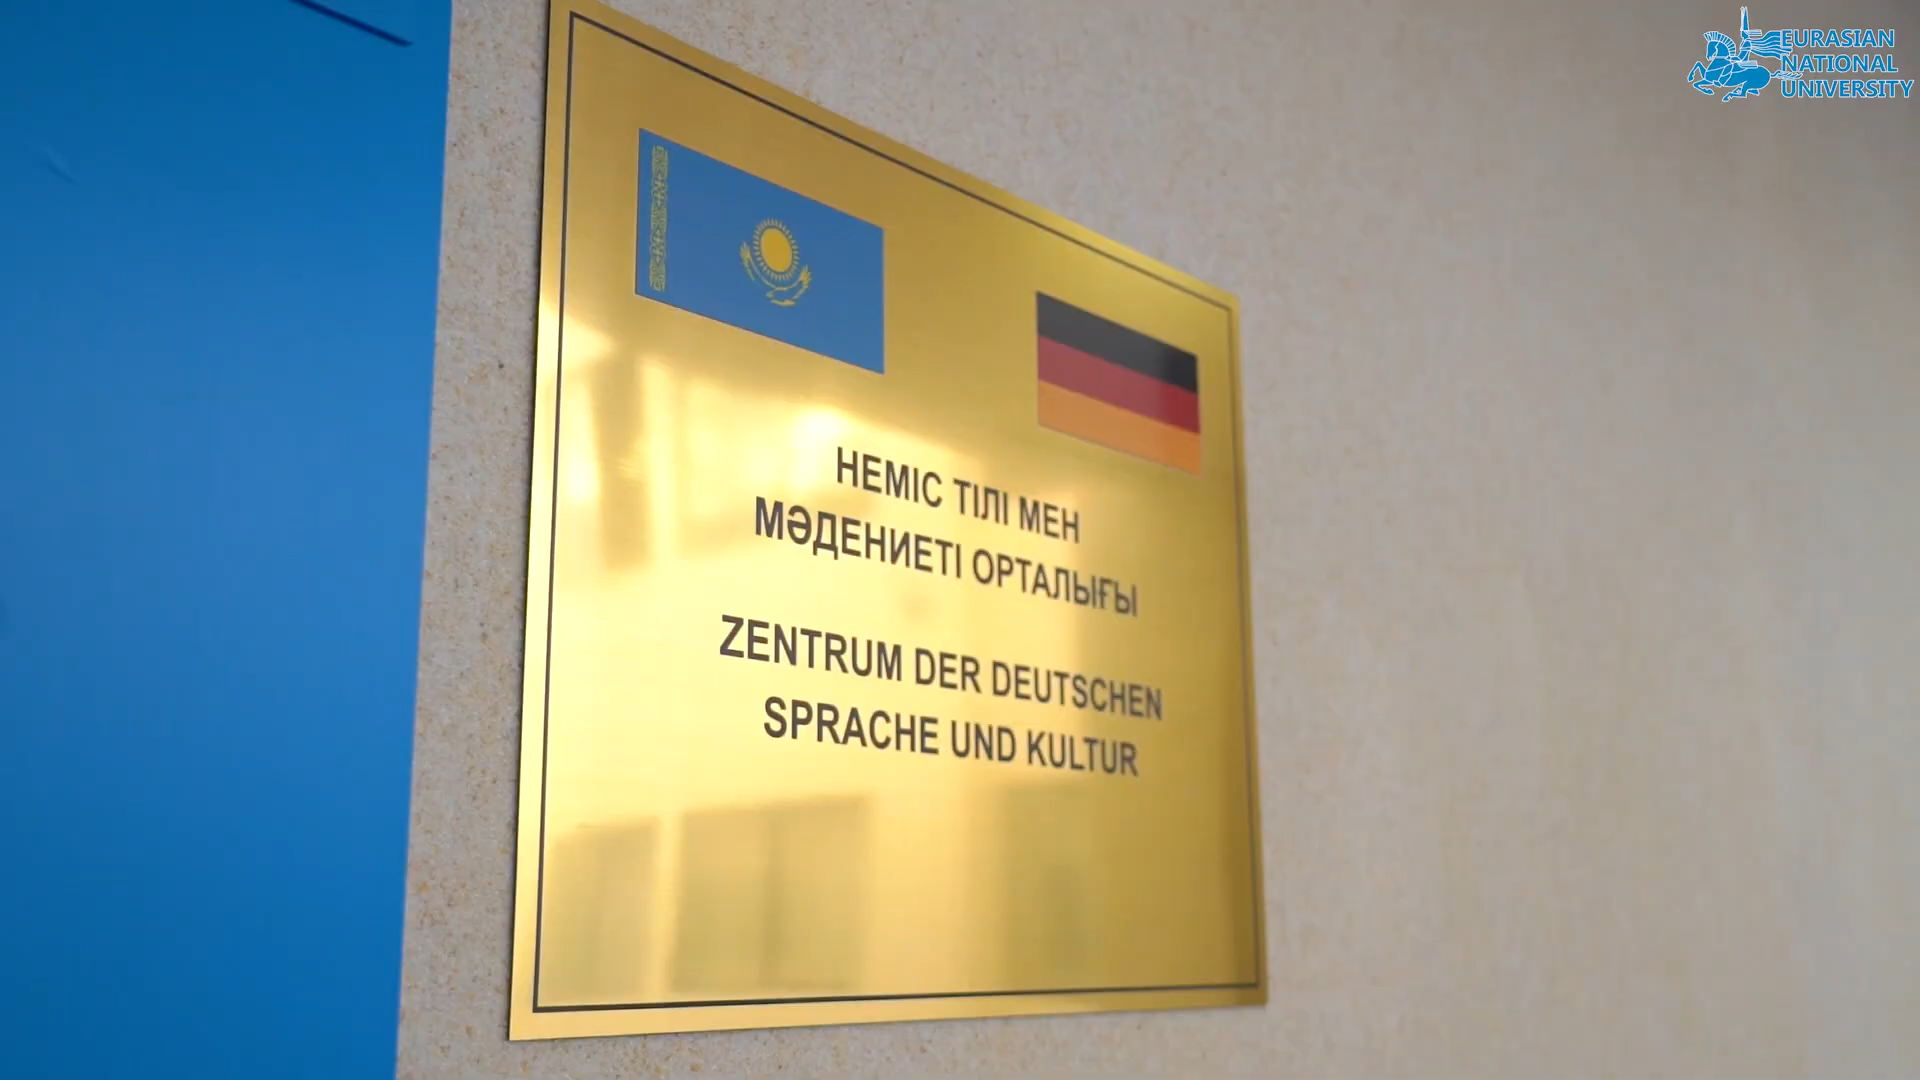 EURASIAN
NATIONAL
UNIVERSITY
НЕМІС ТІЛІ МЕН
МӘДЕНИЕТІ ОРТАЛЫҒЫ
ZENTRUM DER DEUTSCHEN
SPRACHE UND KULTUR